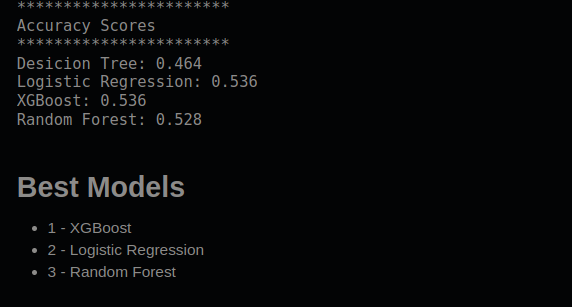 ************************
Accuracy Scores
************************
Desicion Tree: 0.464
Logistic Regression: 0.536
XGBoost: 0.536
Random Forest: 0.528
Best Models
• 1 - XGBoost
• 2 - Logistic Regression
• 3 - Random Forest